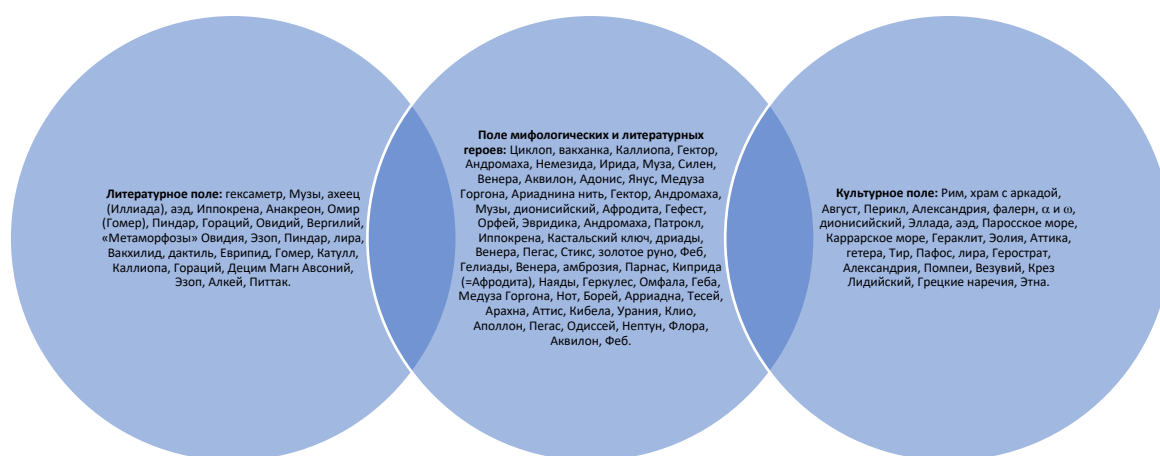 Литературное поле: гексаметр, Музы, ахеец
(Иллиада), аэд, Иппокрена, Анакреон, Омир
(Гомер), Пиндар, Гораций, Овидий, Вергилий,
«Метаморфозы» Овидия, Эзоп, Пиндар, лира,
Вакхилид, дактиль, Еврипид, Гомер, Катулл,
Каллиопа, Гораций, Децим Магн Авсоний,
Эзоп, Алкей, Питтак.
Поле мифологических и литературных
героев: Циклоп, вакханка, Каллиопа, Гектор,
Андромаха, Немезида, Ирида, Муза, Силен,
Венера, Аквилон, Адонис, Янус, Медуза
Горгона, Ариаднина нить, Гектор, Андромаха,
Музы, дионисийский, Афродита, Гефест,
Орфей, Эвридика, Андромаха, Патрокл,
Иппокрена, Кастальский ключ, дриады,
Венера, Пегас, Стикс, золотое руно, Феб,
Гелиады, Венера, амброзия, Парнас, Киприда
(=Афродита), Наяды, Геркулес, Омфала, Геба,
Медуза Горгона, Нот, Борей, Арриадна, Тесей,
Арахна, Аттис, Кибела, Урания, Клио,
Аполлон, Пегас, Одиссей, Нептун, Флора,
Аквилон, Феб.
Культурное поле: Рим, храм с аркадой,
Август, Перикл, Александрия, фалерн, α и ω,
дионисийский, Эллада, аэд, Паросское море,
Каррарское море, Гераклит, Эолия, Аттика,
гетера, Тир, Пафос, лира, Герострат,
Александрия, Помпеи, Везувий, Крез
Лидийский, Грецкие наречия, Этна.